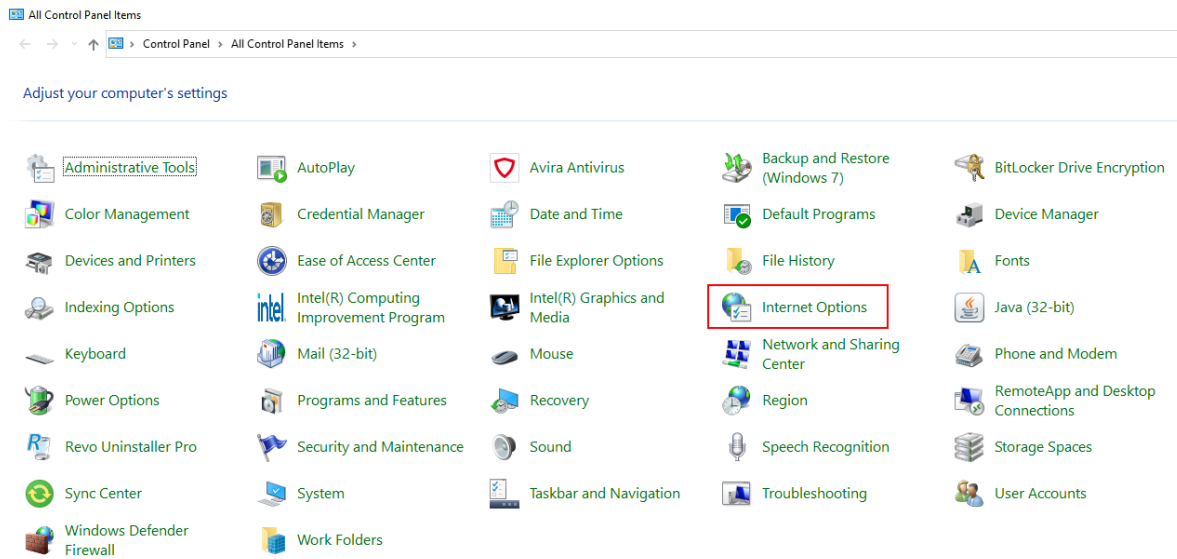 All Control Panel Items
Control Panel > All Control Panel Items >
Adjust your computer's settings
Administrative Tools
AutoPlay
Avira Antivirus
Backup and Restore
(Windows 7)
BitLocker Drive Encryption
Color Management
Credential Manager
Date and Time
Default Programs
Device Manager
Devices and Printers
Ease of Access Center
File Explorer Options
File History
Fonts
Indexing Options
intel
Intel(R) Computing
Improvement Program
Intel(R) Graphics and
Media
Internet Options
Java (32-bit)
Keyboard
Mail (32-bit)
Mouse
Network and Sharing
Center
Phone and Modem
Power Options
Programs and Features
Recovery
Region
RemoteApp and Desktop
Connections
Revo Uninstaller Pro
Security and Maintenance
Sound
Speech Recognition
Storage Spaces
Sync Center
System
Taskbar and Navigation
Troubleshooting
User Accounts
Windows Defender
Firewall
Work Folders